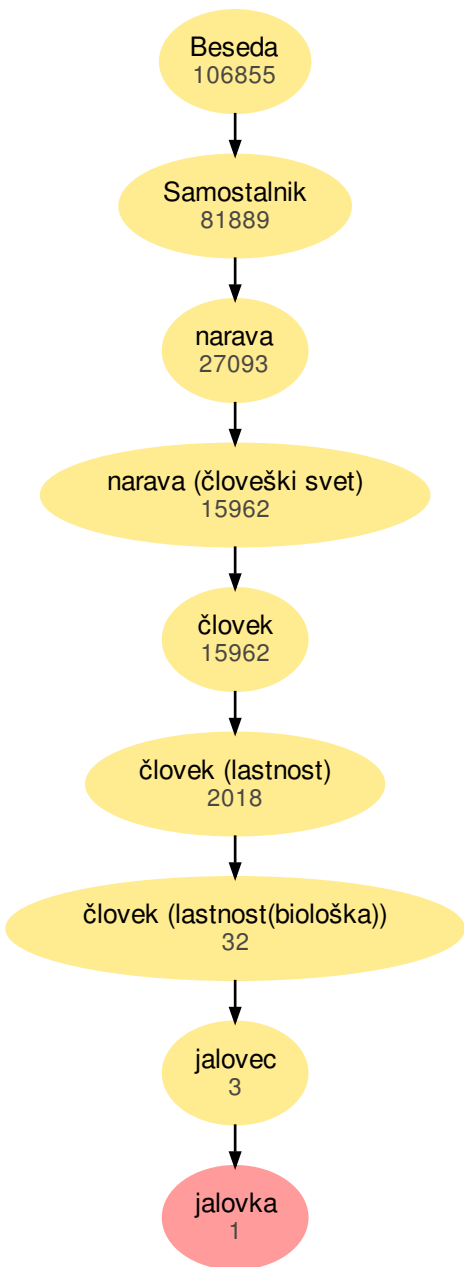 Beseda
106855
Samostalnik
81889
narava
27093
narava (človeški svet)
15962
človek
15962
človek (lastnost)
2018
človek (lastnost(biološka))
32
jalovec
3
jalovka
1